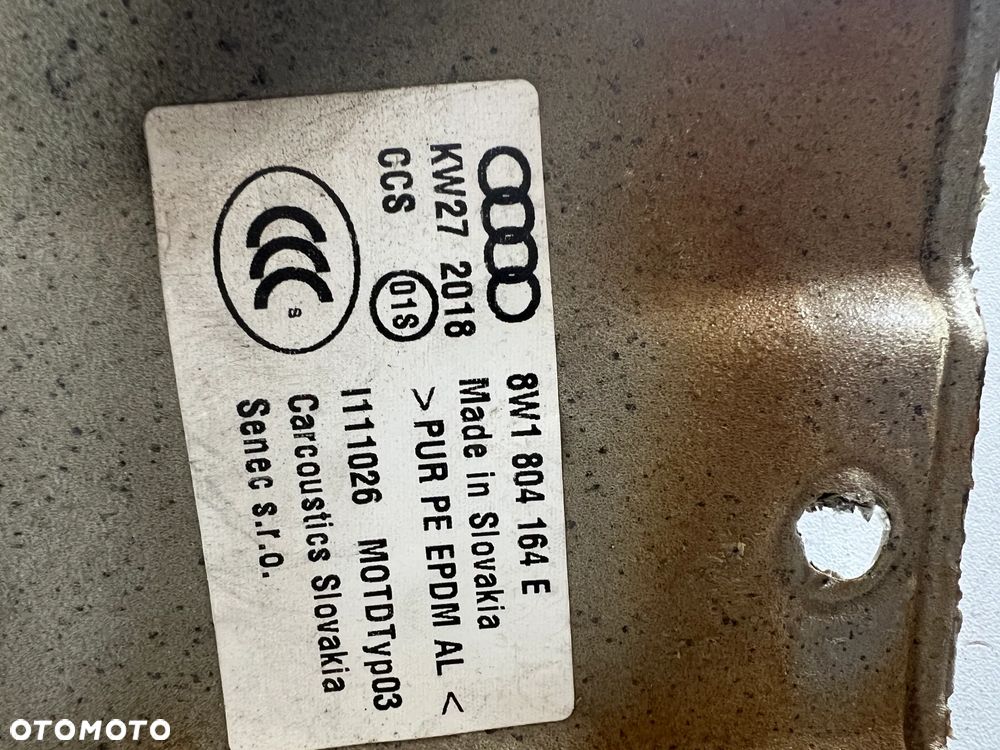 8W1 804 164 E
KW27 2018
Made in Slovakia
CCS
01S
>PUR PE EPDM AL <
I111026 MOTDTyp03
Carcoustics Slovakia
Senec s.r.o.
CCC
S
OTOMOTO